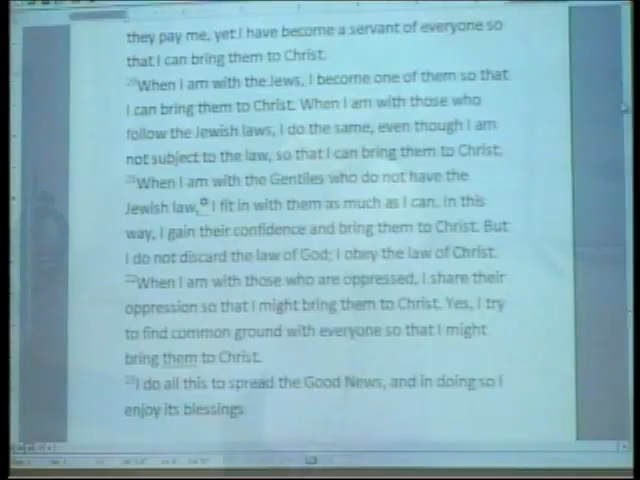 they pay me, yet I have become a servant of everyone so
that I can bring them to Christ.
20When I am with the Jews, I become one of them so that
I can bring them to Christ. When I am with those who
follow the Jewish laws, I do the same, even though I am
not subject to the law, so that I can bring them to Christ.
21When I am with the Gentiles who do not have the
Jewish law, I fit in with them as much as I can. In this
way, I gain their confidence and bring them to Christ. But
I do not discard the law of God; I obey the law of Christ.
22When I am with those who are oppressed, I share their
oppression so that I might bring them to Christ. Yes, I try
to find common ground with everyone so that I might
bring them to Christ.
23I do all this to spread the Good News, and in doing so I
enjoy its blessings